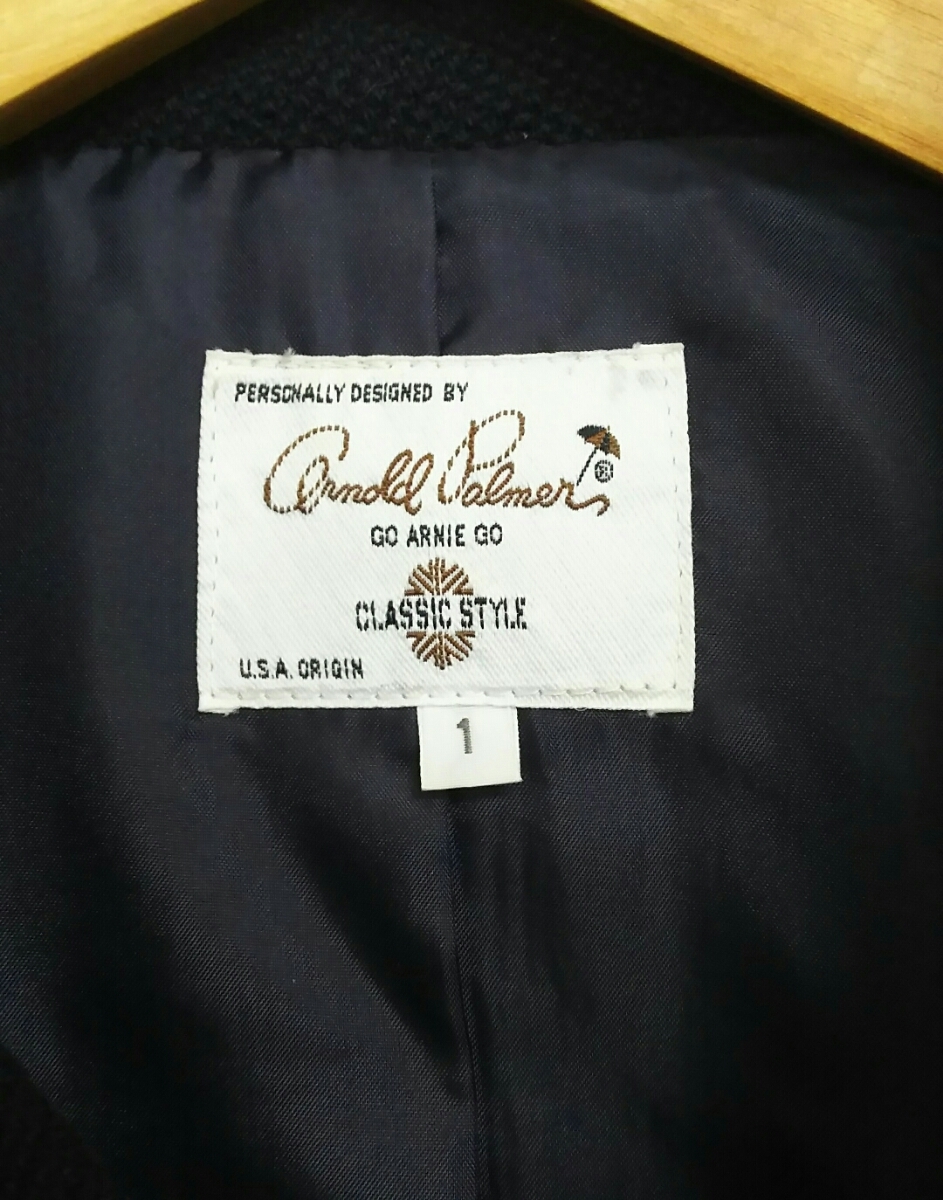 PERSONALLY DESIGNED BY
Arnold Palmer
®
GO ARNIE GO
CLASSIC STYLE
U.S.A. ORIGIN
1